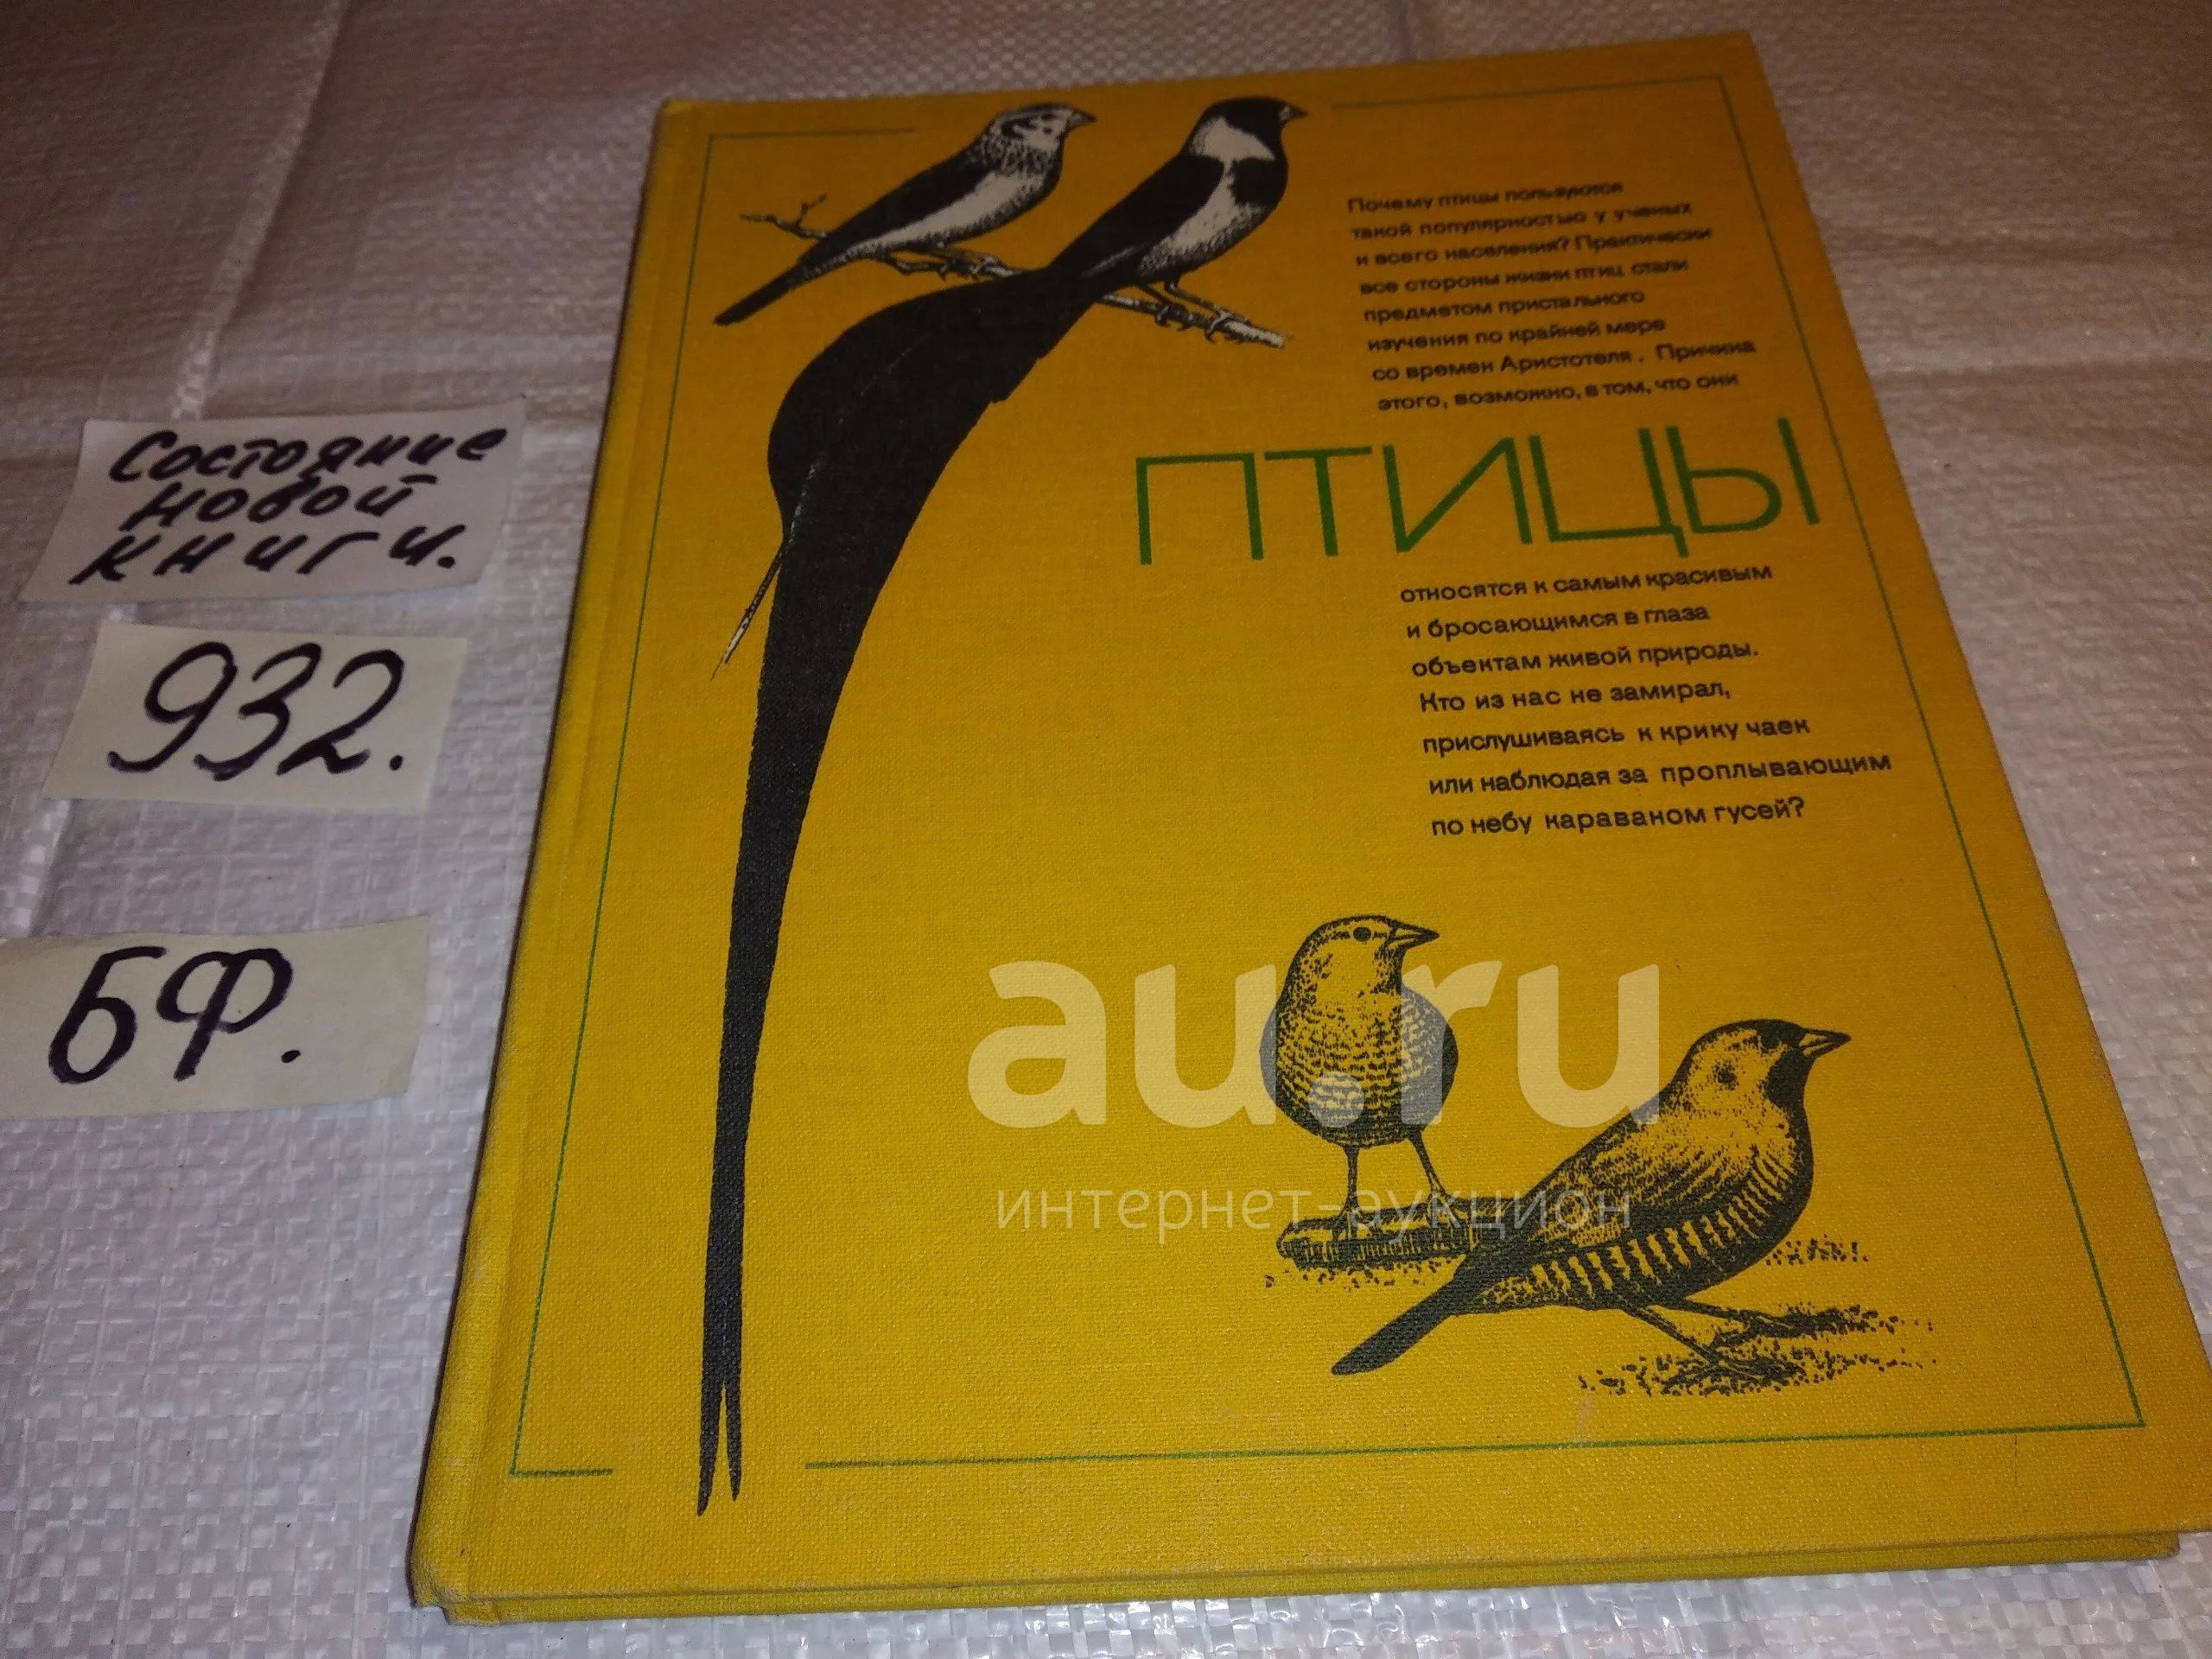 Состояние
новой
книги.
932.
БФ.
Почему птицы пользуются
такой популярностью у ученых
и всего населения? Практически
все стороны жизни птиц стали
предметом пристального
изучения по крайней мере
со времен Аристотеля. Причина
этого, возможно, в том, что они
ПТИЦЫ
относятся к самым красивым
и бросающимся в глаза
объектам живой природы.
Кто из нас не замирал,
прислушиваясь к крику чаек
или наблюдая за проплывающим
по небу караваном гусей?
au.ru
интернет-аукцион